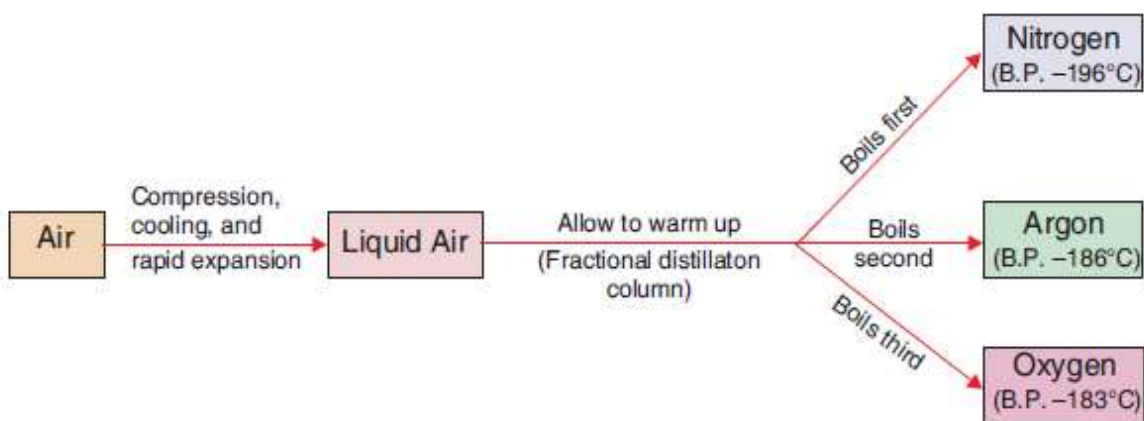 Nitrogen
(B.P. –196°C)
Boils first
Compression,
cooling, and
rapid expansion
Air
Liquid Air
Allow to warm up
(Fractional distillaton
column)
Boils
second
Argon
(B.P. –186°C)
Boils third
Oxygen
(B.P. –183°C)